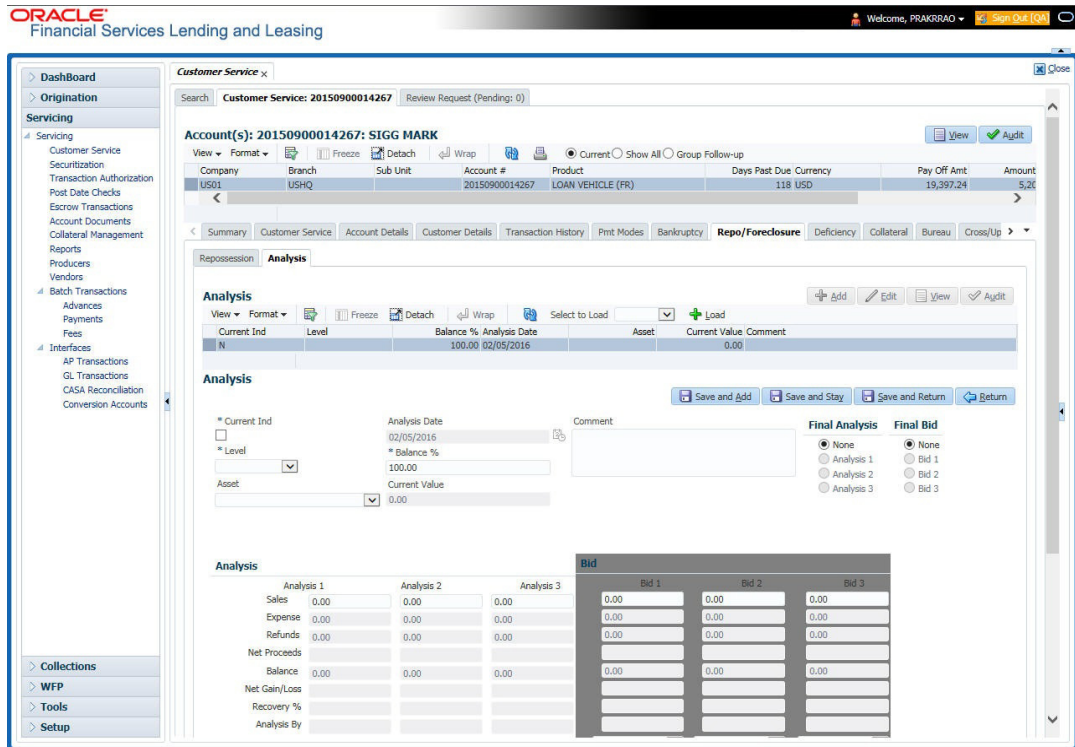 ORACLE
Financial Services Lending and Leasing
Welcome, PRAKRRAO
Sign Out [QA]
Close
DashBoard
Origination
Servicing
Servicing
Customer Service
Securitization
Transaction Authorization
Post Date Checks
Escrow Transactions
Account Documents
Collateral Management
Reports
Producers
Vendors
Batch Transactions
Advances
Payments
Fees
Interfaces
AP Transactions
GL Transactions
CASA Reconciliation
Conversion Accounts
Collections
WFP
Tools
Setup
Customer Service x
Search Customer Service: 20150900014267 Review Request (Pending: 0)
Account(s): 20150900014267: SIGG MARK
View Audit
View Format Freeze Detach Wrap Current Show All Group Follow-up
Company Branch Sub Unit Account # Product Days Past Due Currency Pay Off Amt Amount
US01 USHQ 20150900014267 LOAN VEHICLE (FR) 118 USD 19,397.24 5,20
Summary Customer Service Account Details Customer Details Transaction History Pmt Modes Bankruptcy Repo/Foreclosure Deficiency Collateral Bureau Cross/Up
Repossession Analysis
Analysis
Add Edit View Audit
View Format Freeze Detach Wrap Select to Load Load
Current Ind Level Balance % Analysis Date Asset Current Value Comment
N 100.00 02/05/2016 0.00
Analysis
Save and Add Save and Stay Save and Return Return
* Current Ind Analysis Date Comment Final Analysis Final Bid
02/05/2016 None None
* Level * Balance % Analysis 1 Bid 1
100.00 Analysis 2 Bid 2
Asset Current Value Analysis 3 Bid 3
0.00
Analysis Bid
Analysis 1 Analysis 2 Analysis 3 Bid 1 Bid 2 Bid 3
Sales 0.00 0.00 0.00 0.00 0.00 0.00
Expense 0.00 0.00 0.00 0.00 0.00 0.00
Refunds 0.00 0.00 0.00 0.00 0.00 0.00
Net Proceeds
Balance 0.00 0.00 0.00 0.00 0.00 0.00
Net Gain/Loss
Recovery %
Analysis By